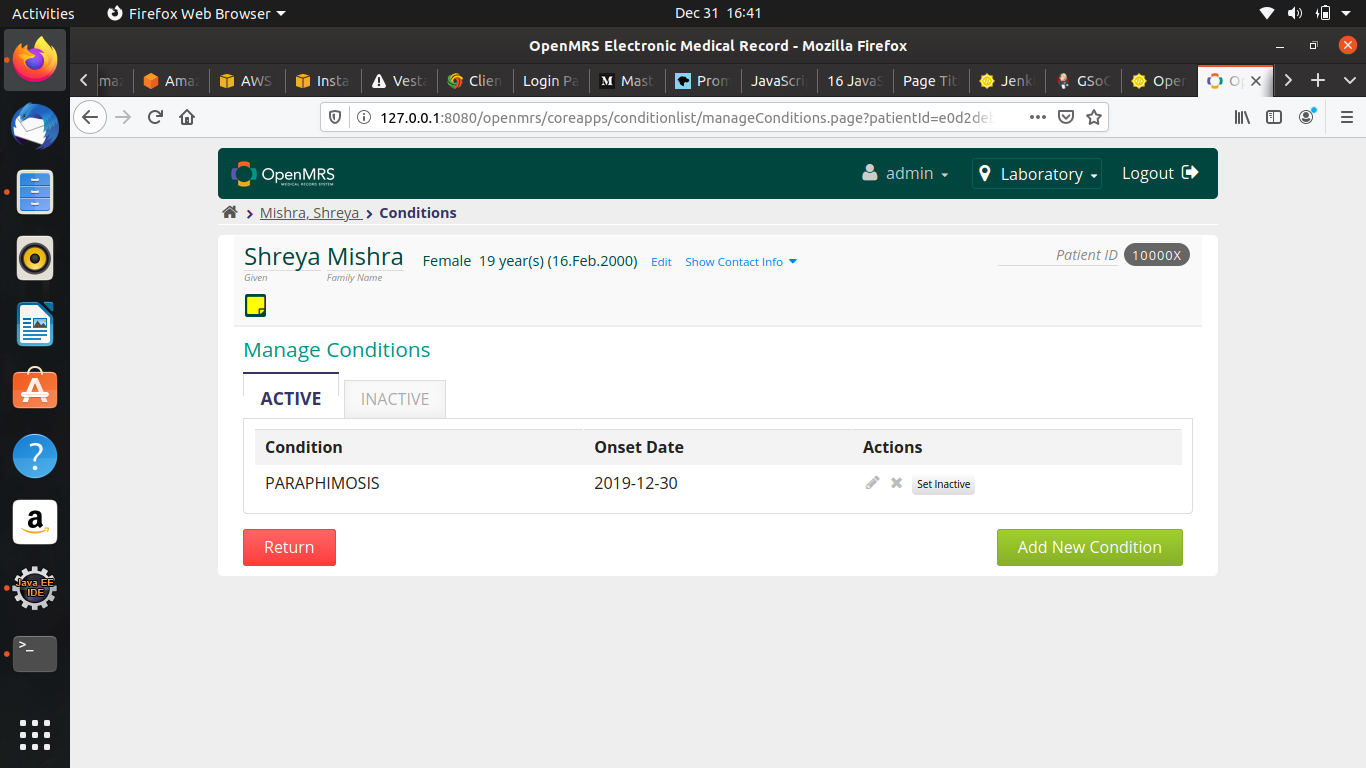 Activities Firefox Web Browser Dec 31 16:41
OpenMRS Electronic Medical Record - Mozilla Firefox
maz Amaz AWS Insta Vesta Clien Login Pa Mast Prom JavaScri 16 JavaS Page Tit Jenk GSoC Open Op
127.0.0.1:8080/openmrs/coreapps/conditionlist/manageConditions.page?patientId=e0d2deb
OpenMRS
MEDICAL RECORD SYSTEM
admin Laboratory Logout
Mishra, Shreya Conditions
Shreya Mishra Female 19 year(s) (16.Feb.2000) Edit Show Contact Info Patient ID 10000X
Given Family Name
Manage Conditions
ACTIVE INACTIVE
Condition Onset Date Actions
PARAPHIMOSIS 2019-12-30 Set Inactive
Return Add New Condition
Java EE
IDE